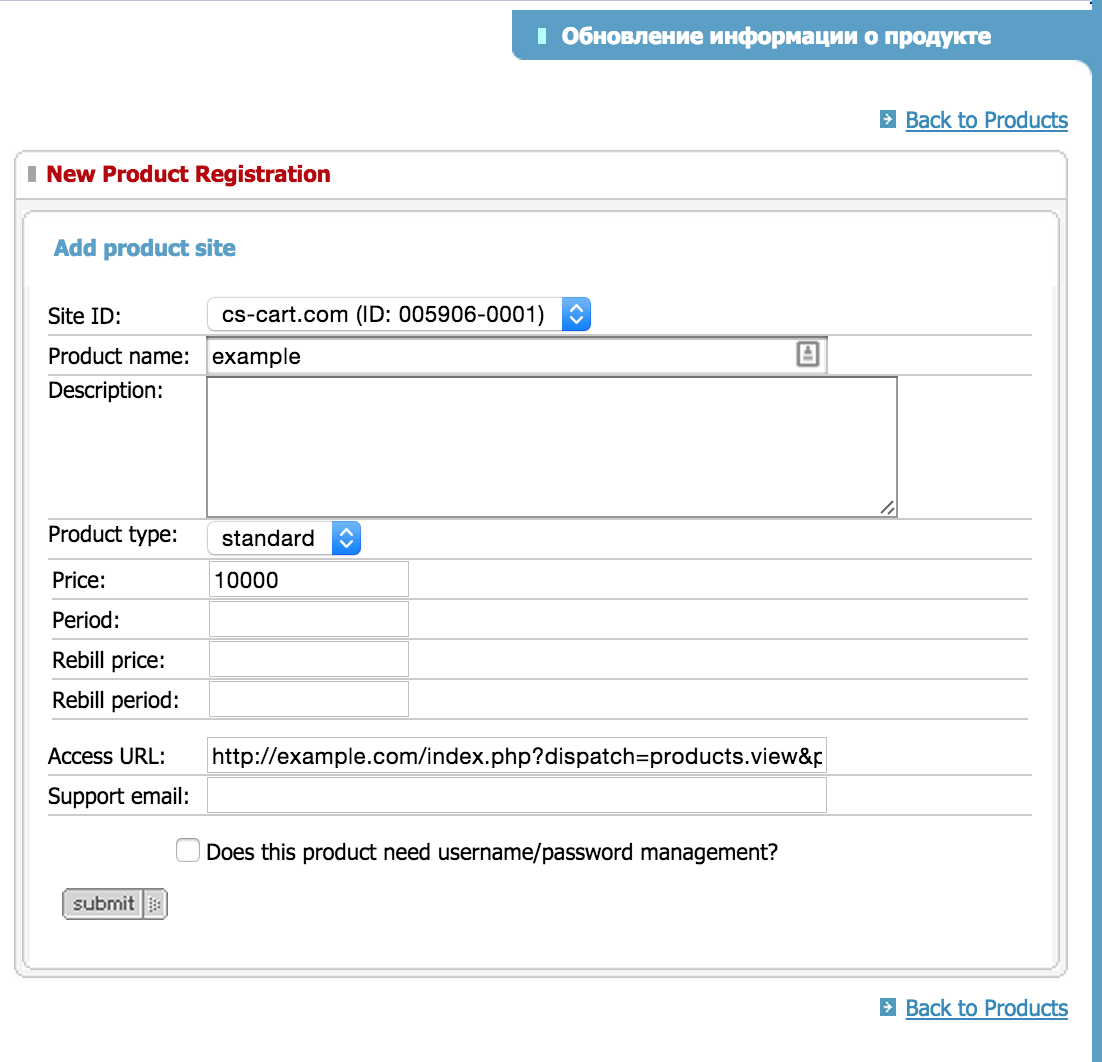 Обновление информации о продукте
Back to Products
New Product Registration
Add product site
Site ID: cs-cart.com (ID: 005906-0001)
Product name: example
Description:
Product type: standard
Price: 10000
Period:
Rebill price:
Rebill period:
Access URL: http://example.com/index.php?dispatch=products.view&p
Support email:
Does this product need username/password management?
submit
Back to Products